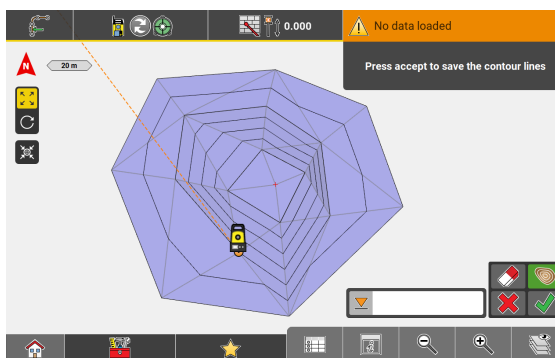 0.000
No data loaded
Press accept to save the contour lines
N
20 m